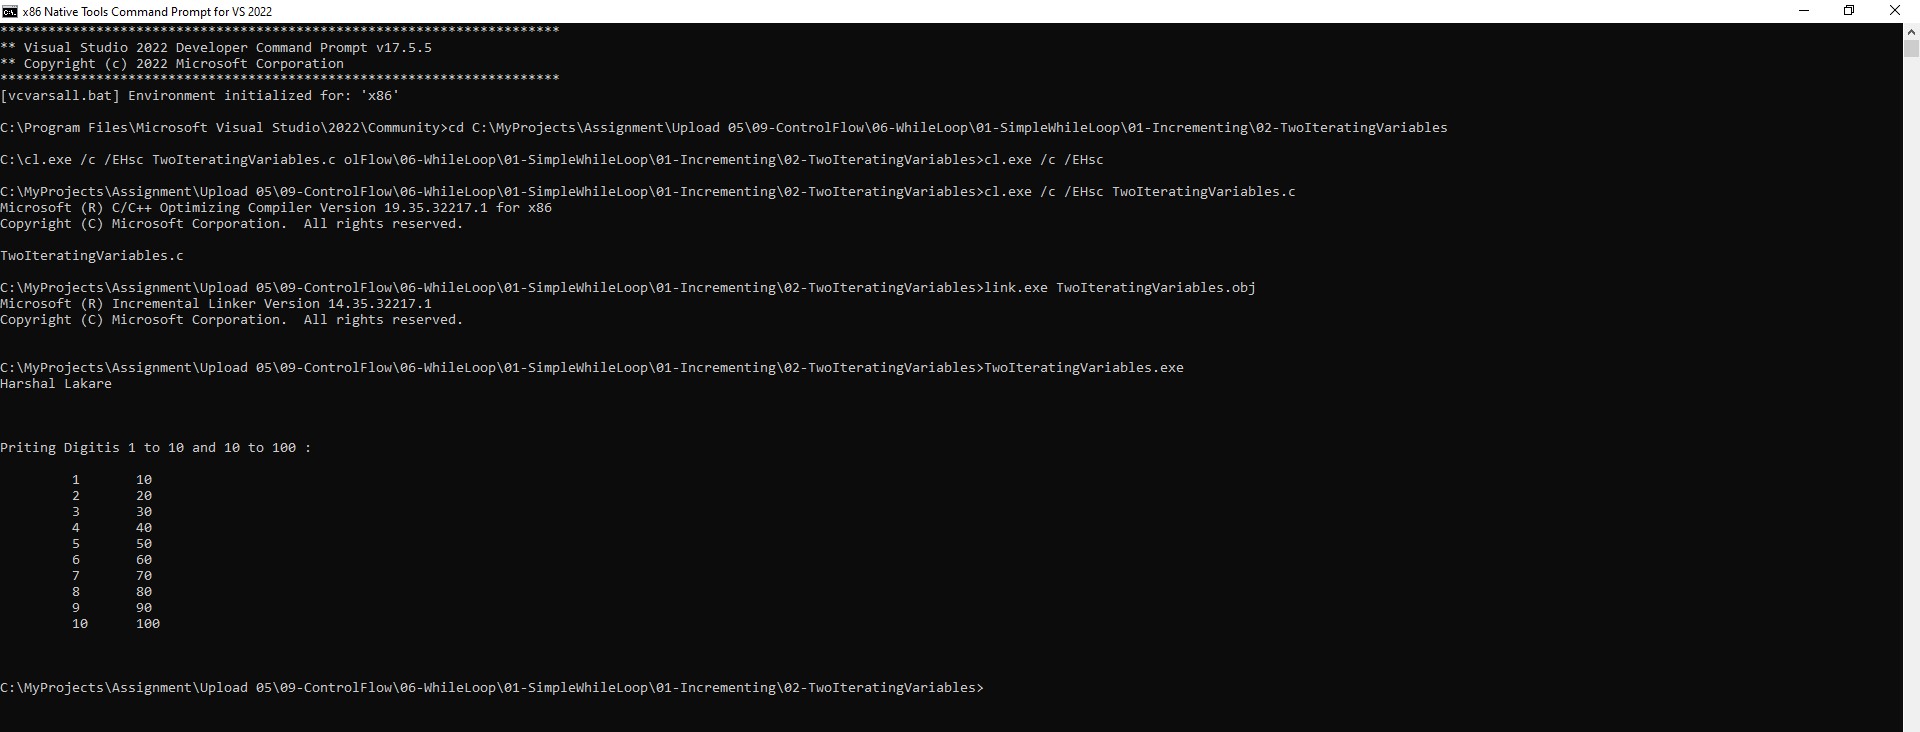 x86 Native Tools Command Prompt for VS 2022
**********************************************************************
** Visual Studio 2022 Developer Command Prompt v17.5.5
** Copyright (c) 2022 Microsoft Corporation
**********************************************************************
[vcvarsall.bat] Environment initialized for: 'x86'
C:\Program Files\Microsoft Visual Studio\2022\Community>cd C:\MyProjects\Assignment\Upload 05\09-ControlFlow\06-WhileLoop\01-SimpleWhileLoop\01-Incrementing\02-TwoIteratingVariables
C:\cl.exe /c /EHsc TwoIteratingVariables.c olFlow\06-WhileLoop\01-SimpleWhileLoop\01-Incrementing\02-TwoIteratingVariables>cl.exe /c /EHsc
C:\MyProjects\Assignment\Upload 05\09-ControlFlow\06-WhileLoop\01-SimpleWhileLoop\01-Incrementing\02-TwoIteratingVariables>cl.exe /c /EHsc TwoIteratingVariables.c
Microsoft (R) C/C++ Optimizing Compiler Version 19.35.32217.1 for x86
Copyright (C) Microsoft Corporation.  All rights reserved.
TwoIteratingVariables.c
C:\MyProjects\Assignment\Upload 05\09-ControlFlow\06-WhileLoop\01-SimpleWhileLoop\01-Incrementing\02-TwoIteratingVariables>link.exe TwoIteratingVariables.obj
Microsoft (R) Incremental Linker Version 14.35.32217.1
Copyright (C) Microsoft Corporation.  All rights reserved.
C:\MyProjects\Assignment\Upload 05\09-ControlFlow\06-WhileLoop\01-SimpleWhileLoop\01-Incrementing\02-TwoIteratingVariables>TwoIteratingVariables.exe
Harshal Lakare
Priting Digitis 1 to 10 and 10 to 100 :
1 10
2 20
3 30
4 40
5 50
6 60
7 70
8 80
9 90
10 100
C:\MyProjects\Assignment\Upload 05\09-ControlFlow\06-WhileLoop\01-SimpleWhileLoop\01-Incrementing\02-TwoIteratingVariables>